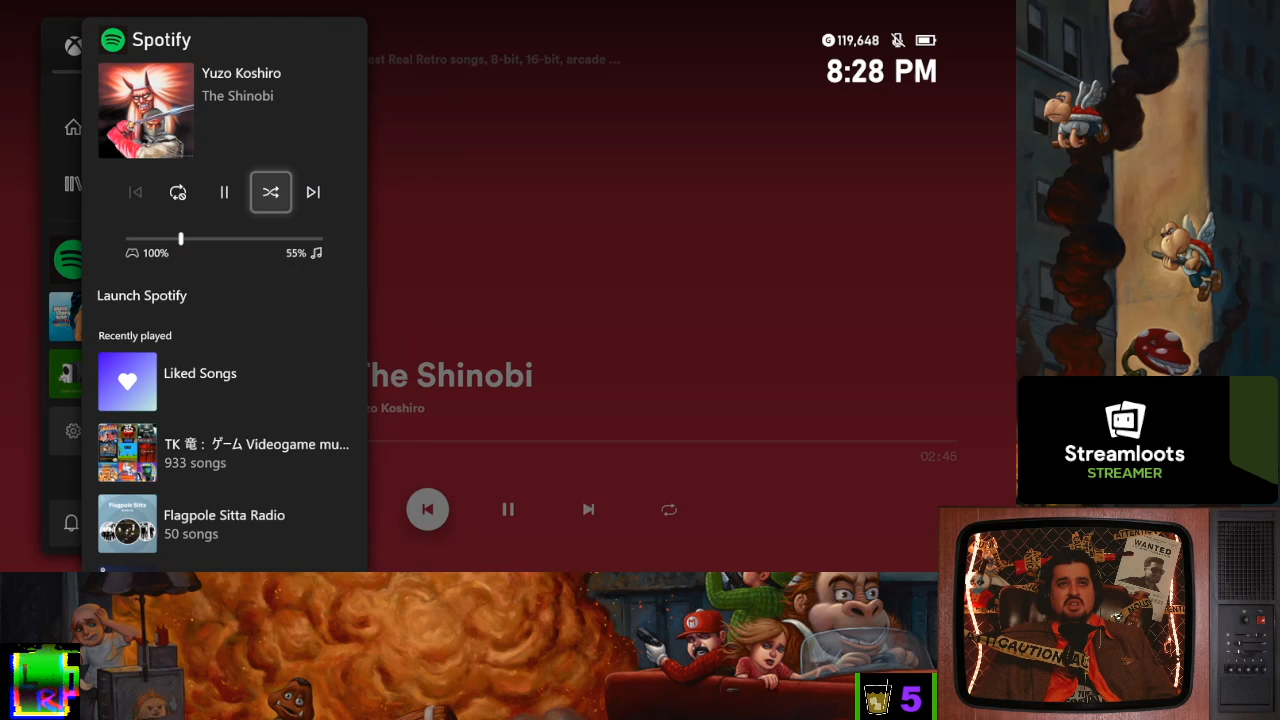 Spotify
Yuzo Koshiro
The Shinobi
100%
55%
Launch Spotify
Recently played
Liked Songs
TK 竜：ゲーム Videogame mu...
933 songs
Flagpole Sitta Radio
50 songs
est Real Retro songs, 8-bit, 16-bit, arcade ...
G 119,648
8:28 PM
The Shinobi
zo Koshiro
02:45
Streamloots
STREAMER
WANTED
CAUTION
5